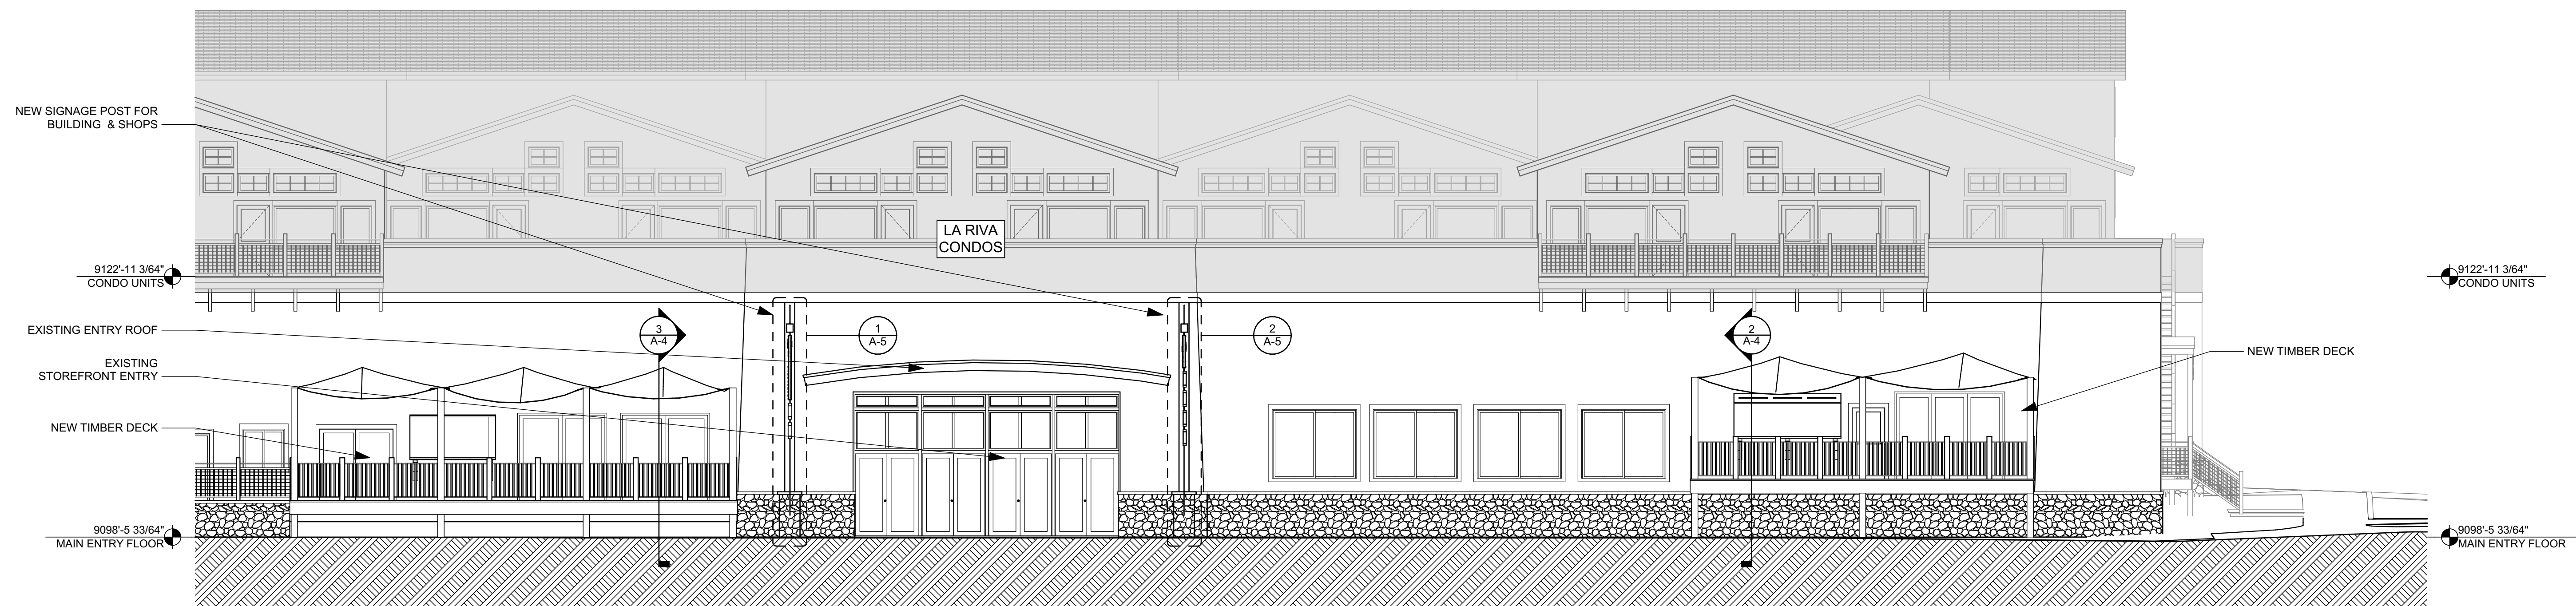 NEW SIGNAGE POST FOR
BUILDING & SHOPS
LA RIVA
CONDOS
9122'-11 3/64"
CONDO UNITS
9122'-11 3/64"
CONDO UNITS
EXISTING ENTRY ROOF
3
A-4
1
A-5
2
A-5
2
A-4
EXISTING
STOREFRONT ENTRY
NEW TIMBER DECK
NEW TIMBER DECK
9098'-5 33/64"
MAIN ENTRY FLOOR
9098'-5 33/64"
MAIN ENTRY FLOOR